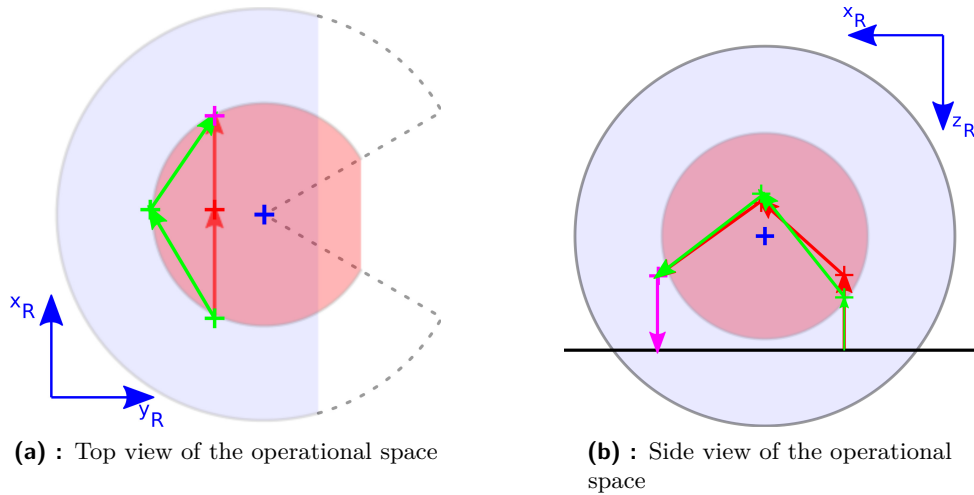 x_R
z_R
x_R
y_R
(a) : Top view of the operational space
(b) : Side view of the operational
space